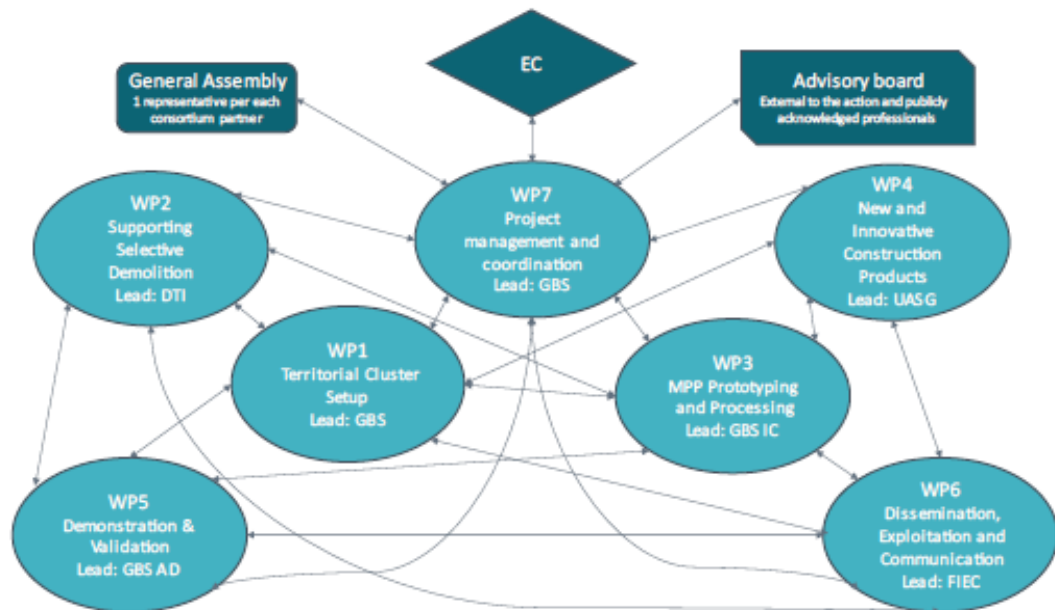 EC
General Assembly
1 representative per each
consortium partner
Advisory board
External to the action and publicly
acknowledged professionals
WP2
Supporting
Selective
Demolition
Lead: DTI
WP7
Project
management and
coordination
Lead: GBS
WP4
New and
Innovative
Construction
Products
Lead: UASG
WP1
Territorial Cluster
Setup
Lead: GBS
WP3
MPP Prototyping
and Processing
Lead: GBS IC
WP5
Demonstration &
Validation
Lead: GBS AD
WP6
Dissemination,
Exploitation and
Communication
Lead: FIEC